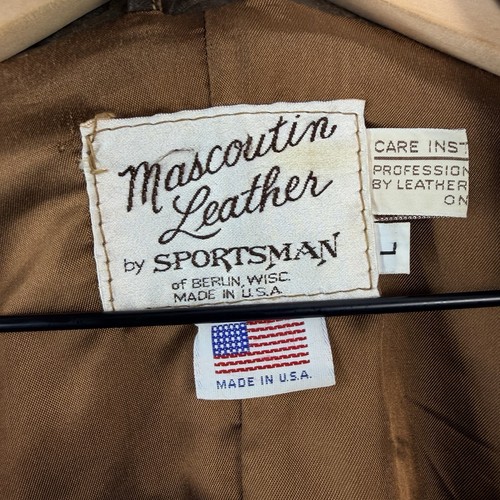 Mascoutin
Leather
by SPORTSMAN
of BERLIN, WISC.
MADE IN U.S.A.
CARE INST
PROFESSION
BY LEATHER
ON
L
MADE IN U.S.A.